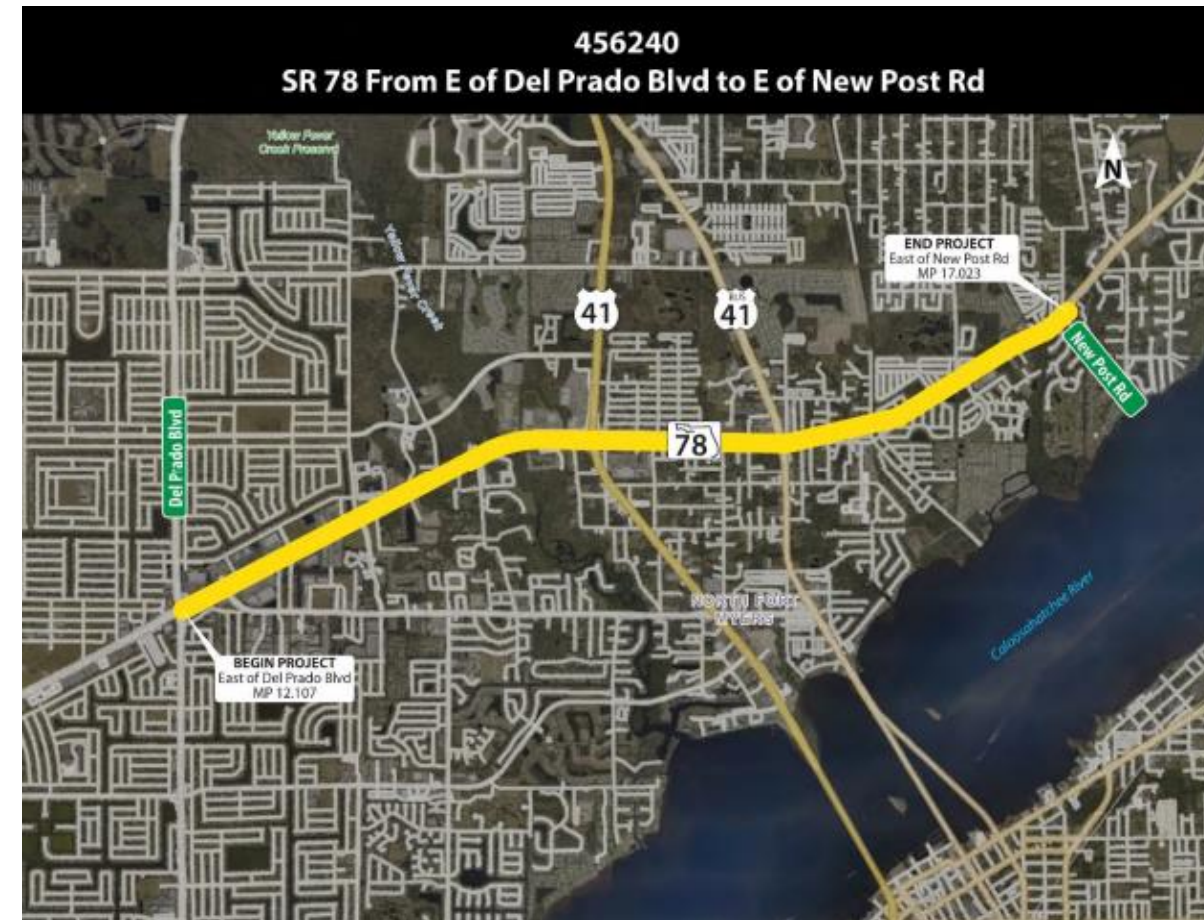 456240
SR 78 From E of Del Prado Blvd to E of New Post Rd
Yellow Fever
Creek Preserve
N
Yellow Fever Creek
END PROJECT
East of New Post Rd
MP 17.023
41
BUS
41
New Post Rd
Del Prado Blvd
78
NORTH FORT
MYERS
Caloosahatchee River
BEGIN PROJECT
East of Del Prado Blvd
MP 12.107